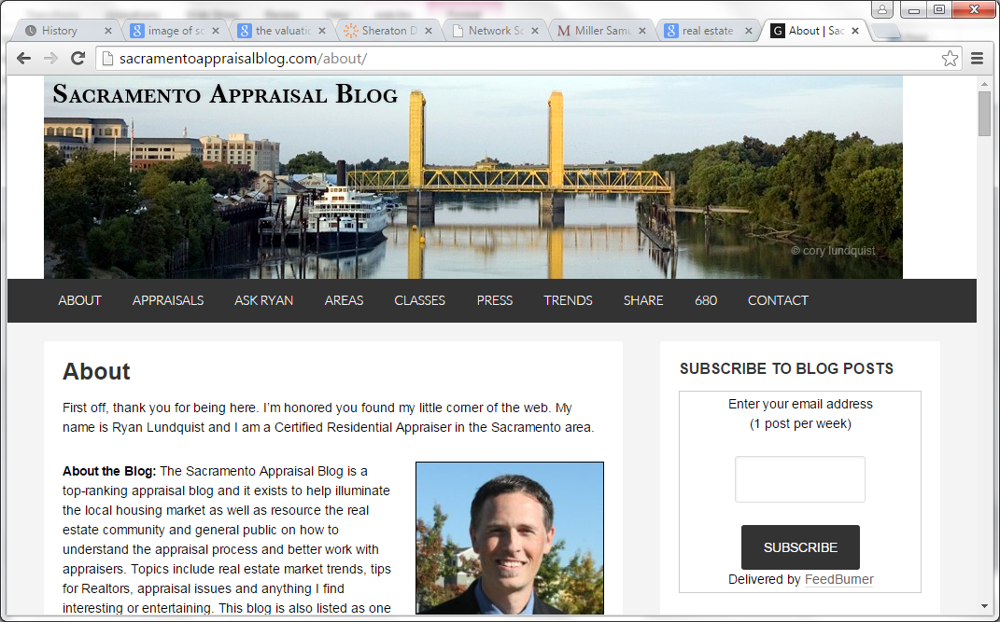 History
image of sc
the valuatic
Sheraton D
Network Sc
Miller Samu
real estate
About | Sac
sacramentoappraisalblog.com/about/
Sacramento Appraisal Blog
© cory lundquist
ABOUT APPRAISALS ASK RYAN AREAS CLASSES PRESS TRENDS SHARE 680 CONTACT
About
First off, thank you for being here. I'm honored you found my little corner of the web. My
name is Ryan Lundquist and I am a Certified Residential Appraiser in the Sacramento area.
About the Blog: The Sacramento Appraisal Blog is a
top-ranking appraisal blog and it exists to help illuminate
the local housing market as well as resource the real
estate community and general public on how to
understand the appraisal process and better work with
appraisers. Topics include real estate market trends, tips
for Realtors, appraisal issues and anything I find
interesting or entertaining. This blog is also listed as one
SUBSCRIBE TO BLOG POSTS
Enter your email address
(1 post per week)
SUBSCRIBE
Delivered by FeedBurner